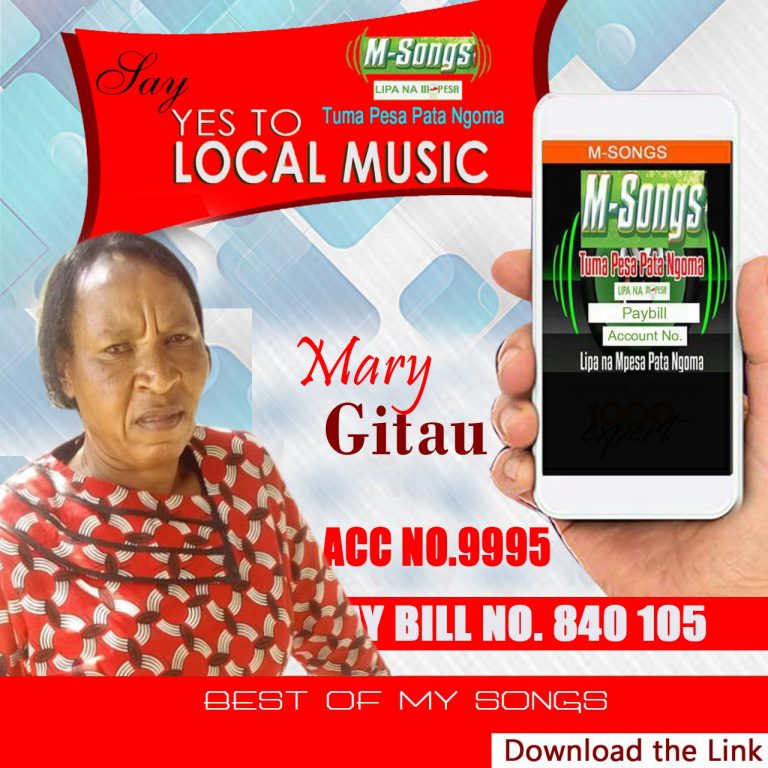 Say
YES TO
LOCAL MUSIC
M-Songs
LIPA NA M-PESA
Tuma Pesa Pata Ngoma
M-SONGS
M-Songs
Tuma Pesa Pata Ngoma
LIPA NA M-PESA
Paybill
Account No.
Lipa na Mpesa Pata Ngoma
expert
Mary
Gitau
ACC NO.9995
Y BILL NO. 840 105
BEST OF MY SONGS
Download the Link